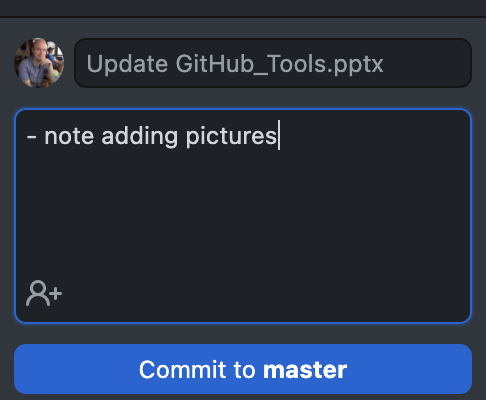 Update GitHub_Tools.pptx
- note adding pictures
Commit to master